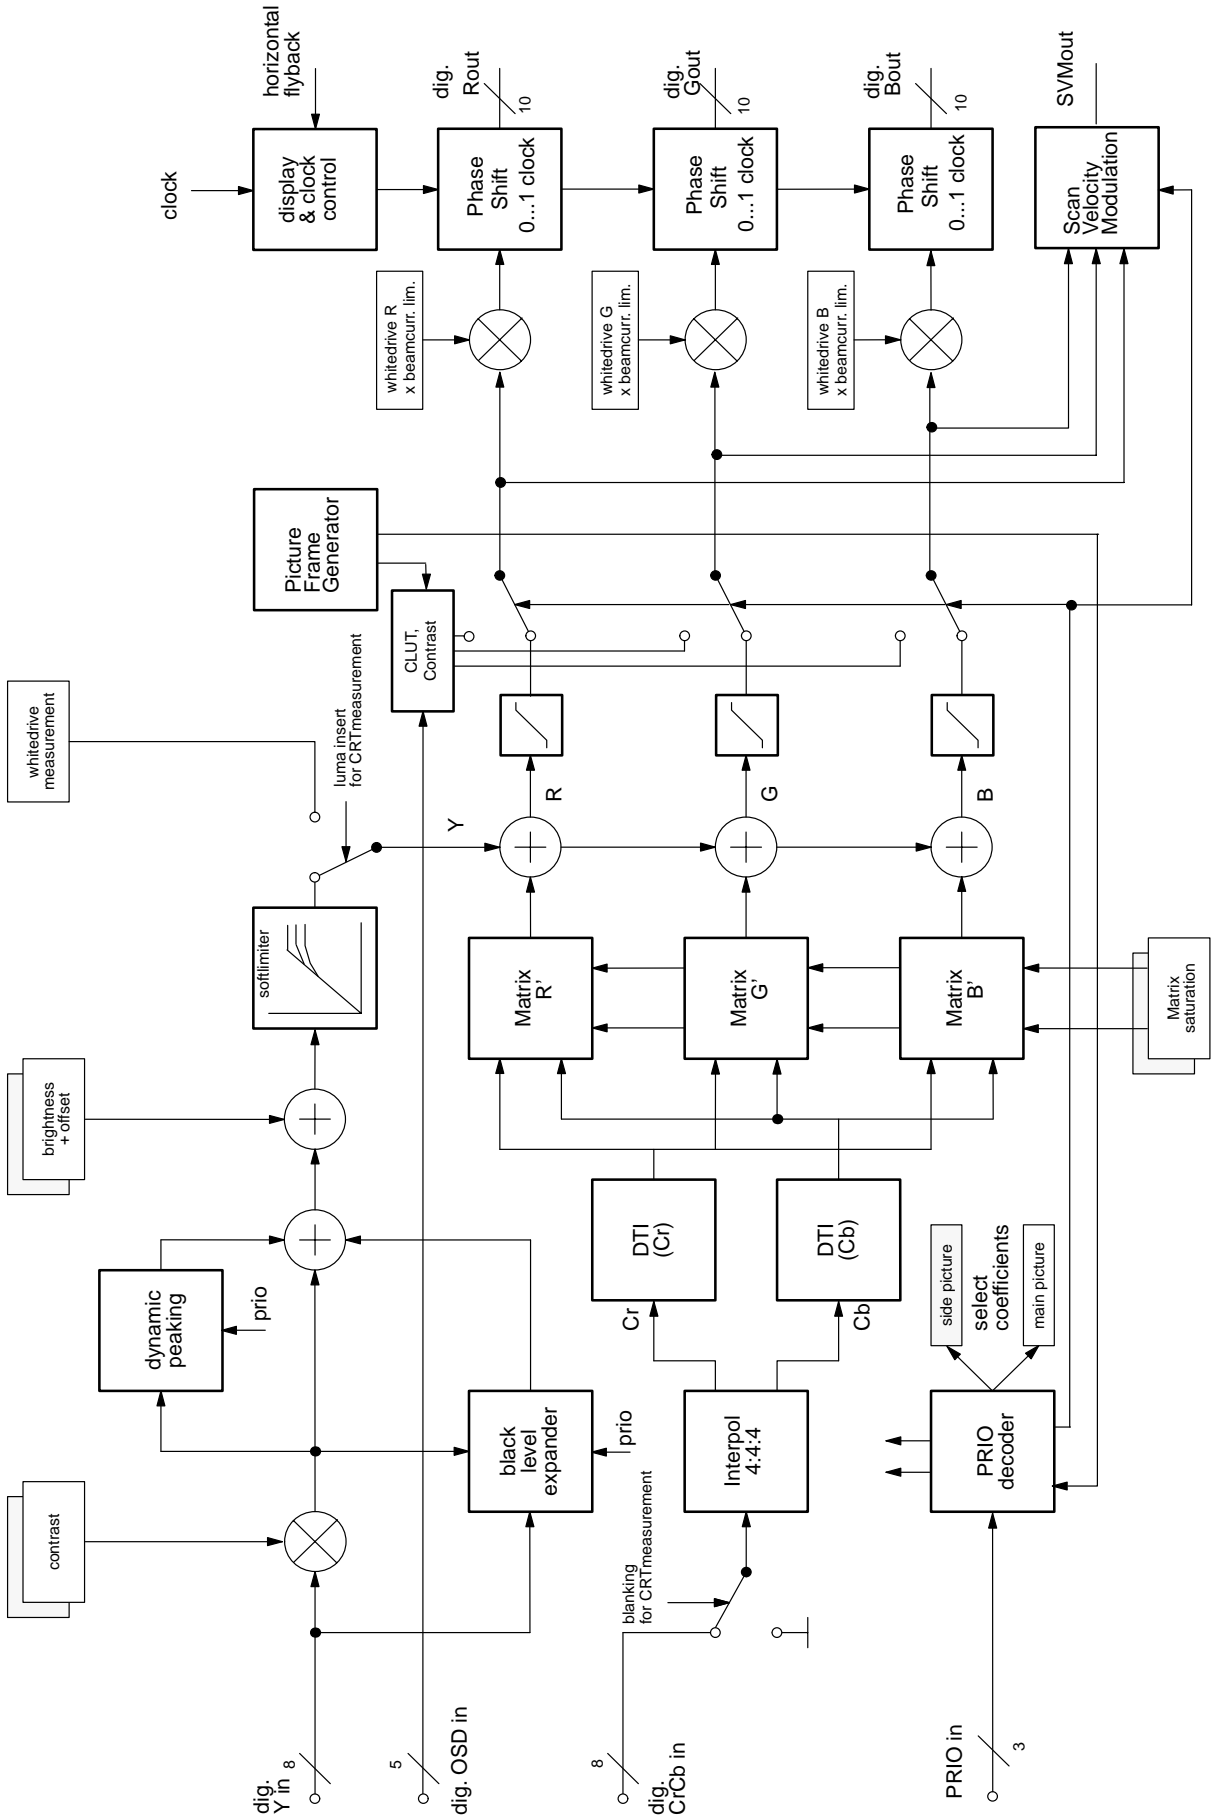 contrast
brightness
+ offset
whitedrive
measurement
dynamic
peaking
prio
softlimiter
luma insert
for CRTmeasurement
Picture
Frame
Generator
clock
display
& clock
control
horizontal
flyback
dig.
Y in
8
Y
CLUT,
Contrast
whitedrive R
x beamcurr. lim.
Phase
Shift
0...1 clock
dig.
Rout
10
5
dig. OSD in
black
level
expander
prio
Matrix
R'
R
blanking
for CRTmeasurement
8
dig.
CrCb in
Interpol
4:4:4
Cr
DTI
(Cr)
Matrix
G'
G
whitedrive G
x beamcurr. lim.
Phase
Shift
0...1 clock
dig.
Gout
10
Cb
DTI
(Cb)
Matrix
B'
B
whitedrive B
x beamcurr. lim.
Phase
Shift
0...1 clock
dig.
Bout
10
PRIO in
3
PRIO
decoder
side picture
select
coefficients
main picture
Matrix
saturation
Scan
Velocity
Modulation
SVMout